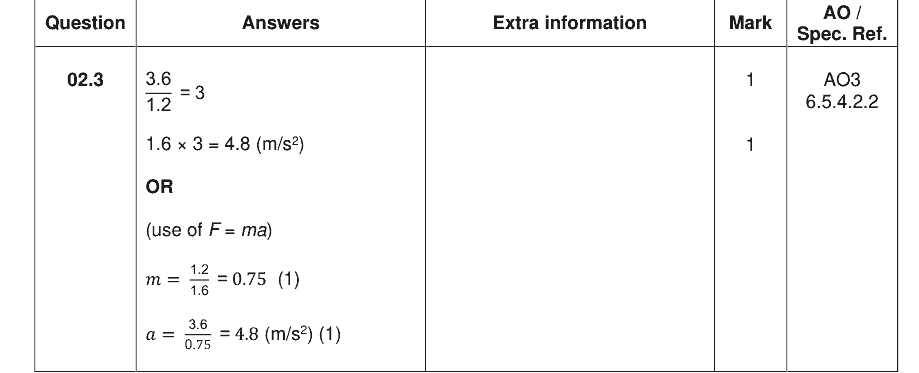 Question Answers Extra information Mark AO / Spec. Ref.
02.3 3.6/1.2 = 3 1 AO3
6.5.4.2.2
1.6 × 3 = 4.8 (m/s²) 1
OR
(use of F = ma)
m = 1.2/1.6 = 0.75 (1)
a = 3.6/0.75 = 4.8 (m/s²) (1)